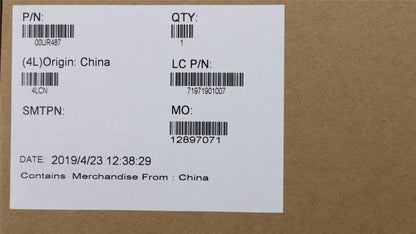 P/N: QTY:
00UR487 1
(4L)Origin: China LC P/N:
4LCN 71971901007
SMTPN: MO:
12897071
DATE: 2019/4/23 12:38:29
Contains Merchandise From : China